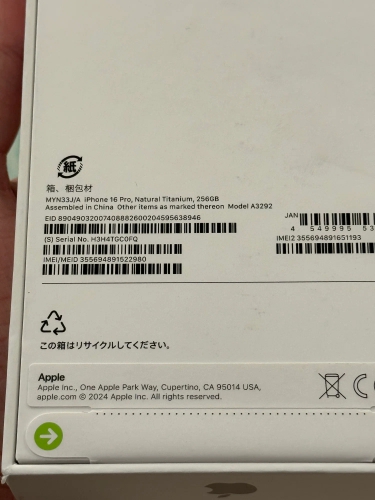 紙
箱、梱包材
MYN33J/A iPhone 16 Pro, Natural Titanium, 256GB
Assembled in China Other items as marked thereon Model A3292
EID 89049032007408882600204595638946
JAN
4 549995 53
(S) Serial No. H3H4TGC0FQ
IMEI2 355694891651193
IMEI/MEID 355694891522980
この箱はリサイクルしてください。
Apple
Apple Inc., One Apple Park Way, Cupertino, CA 95014 USA,
apple.com © 2024 Apple Inc. All rights reserved.